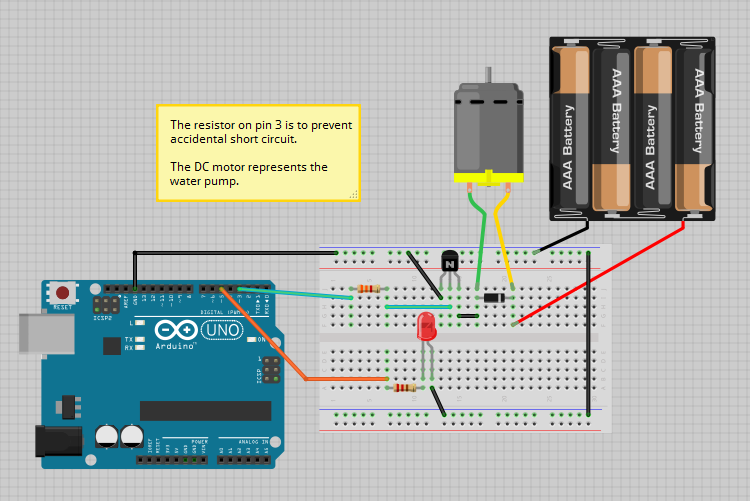 The resistor on pin 3 is to prevent
accidental short circuit.
The DC motor represents the
water pump.
AAA Battery
AAA Battery
AAA Battery
AAA Battery
N
RESET
ICSP2
AREF
GND
13
12
~11
~10
~9
8
7
~6
~5
4
~3
2
TX▸1
RX◂0
DIGITAL (PWM ~)
L
TX
RX
UNO
Arduino™
ON
1
ICSP
POWER
ANALOG IN
IOREF
RESET
3V3
5V
GND
GND
VIN
A0
A1
A2
A3
A4
A5